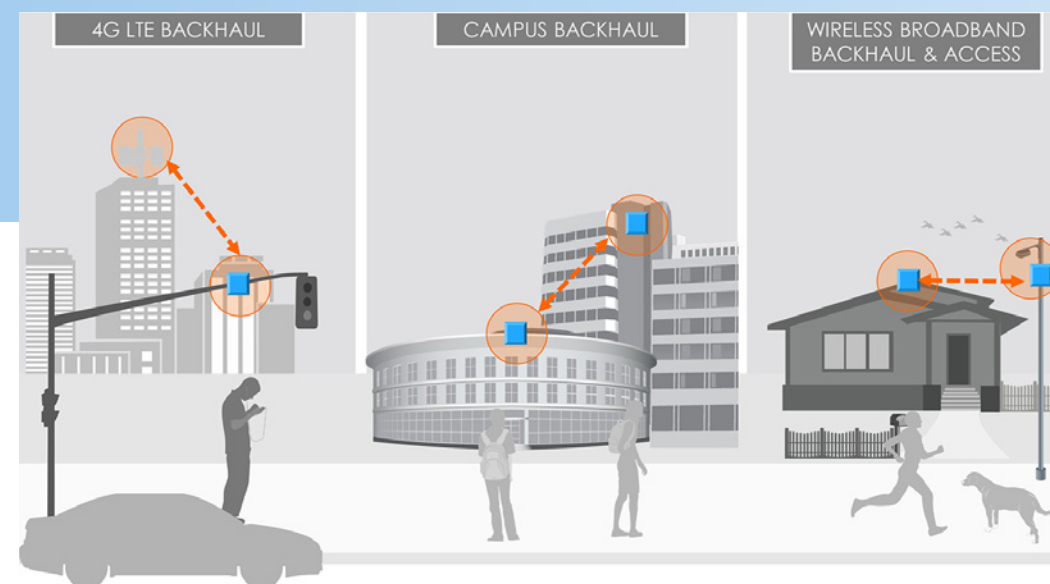 4G LTE BACKHAUL
CAMPUS BACKHAUL
WIRELESS BROADBAND
BACKHAUL & ACCESS